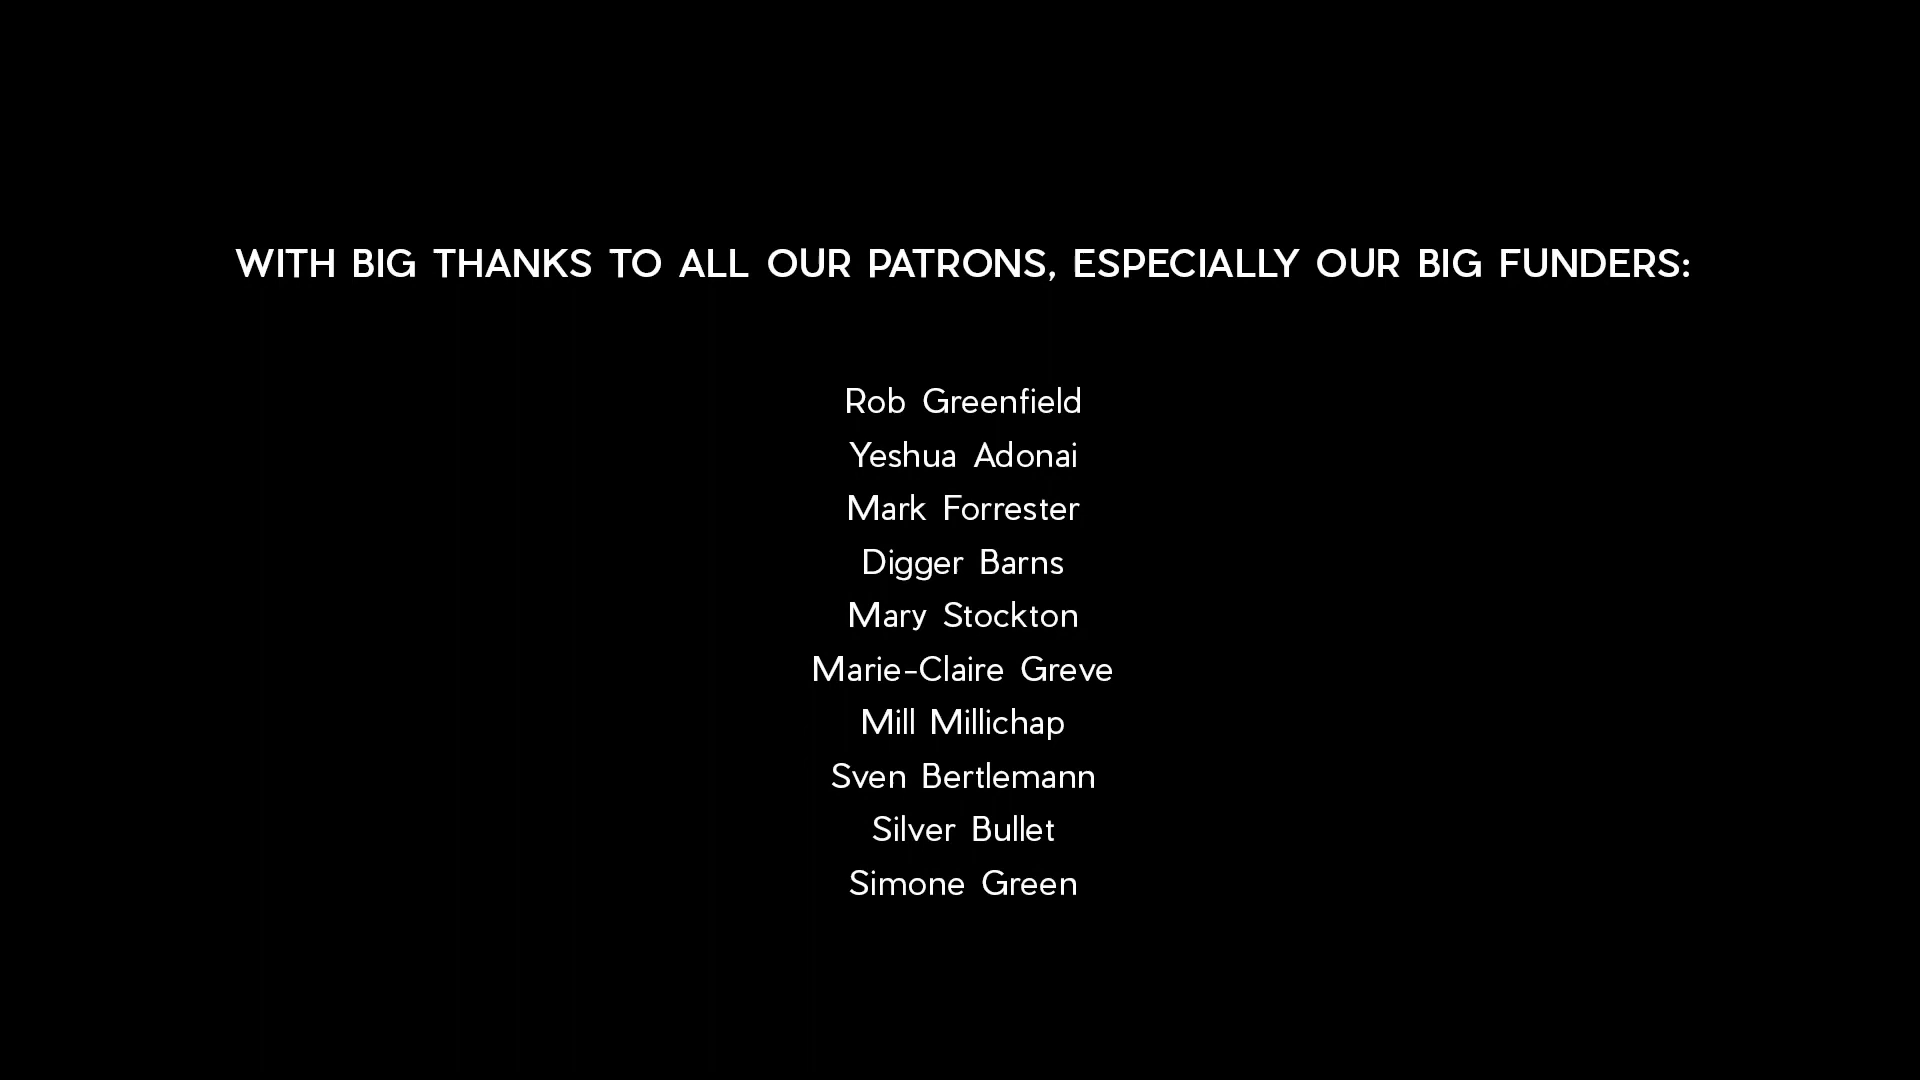 WITH BIG THANKS TO ALL OUR PATRONS, ESPECIALLY OUR BIG FUNDERS:
Rob Greenfield
Yeshua Adonai
Mark Forrester
Digger Barns
Mary Stockton
Marie-Claire Greve
Mill Millichap
Sven Bertlemann
Silver Bullet
Simone Green